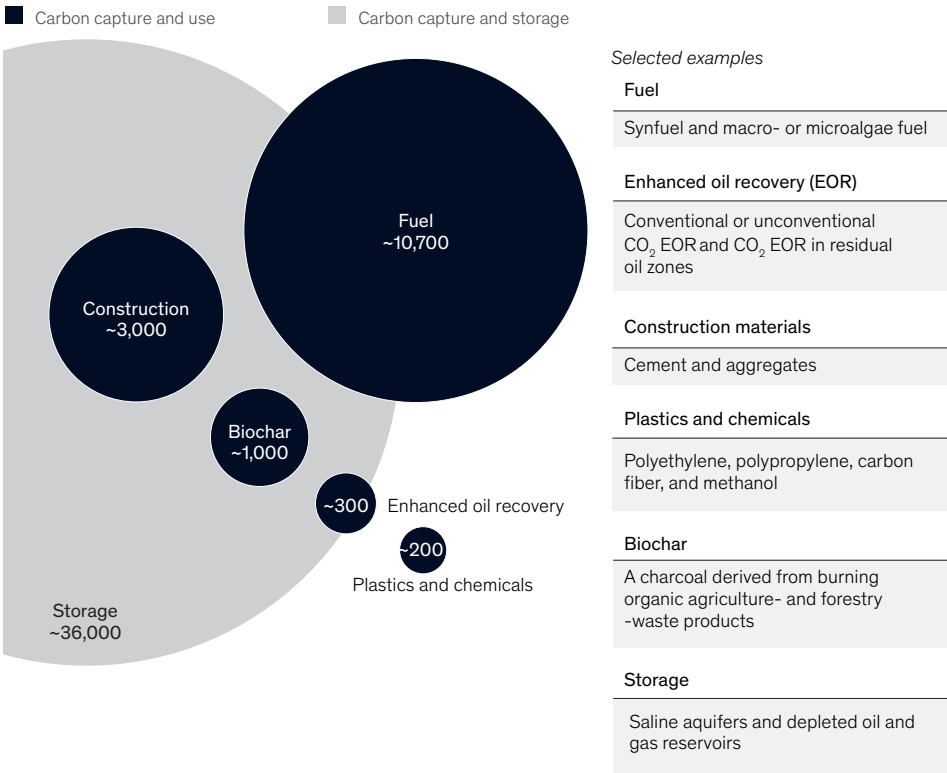 Carbon capture and use
Carbon capture and storage
Fuel
~10,700
Construction
~3,000
Biochar
~1,000
~300
Enhanced oil recovery
~200
Plastics and chemicals
Storage
~36,000
Selected examples
Fuel
Synfuel and macro- or microalgae fuel
Enhanced oil recovery (EOR)
Conventional or unconventional
CO₂ EOR and CO₂ EOR in residual
oil zones
Construction materials
Cement and aggregates
Plastics and chemicals
Polyethylene, polypropylene, carbon
fiber, and methanol
Biochar
A charcoal derived from burning
organic agriculture- and forestry
-waste products
Storage
Saline aquifers and depleted oil and
gas reservoirs